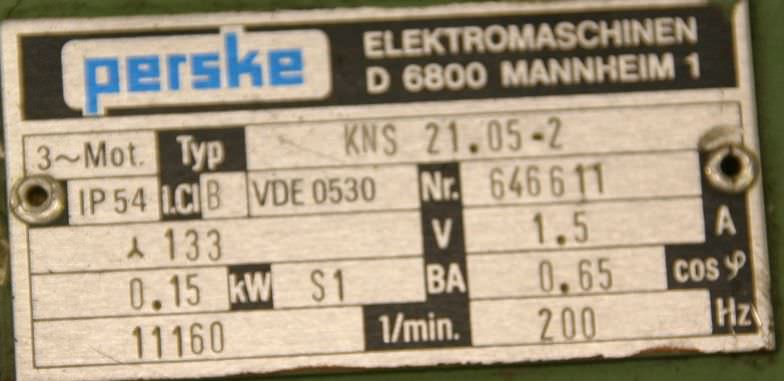 perske ELEKTROMASCHINEN
D 6800 MANNHEIM 1
3~Mot. Typ KNS 21.05-2
IP 54 I.Cl B VDE 0530 Nr. 646611
⅄ 133 V 1.5 A
0.15 kW S1 BA 0.65 cos φ
11160 1/min. 200 Hz